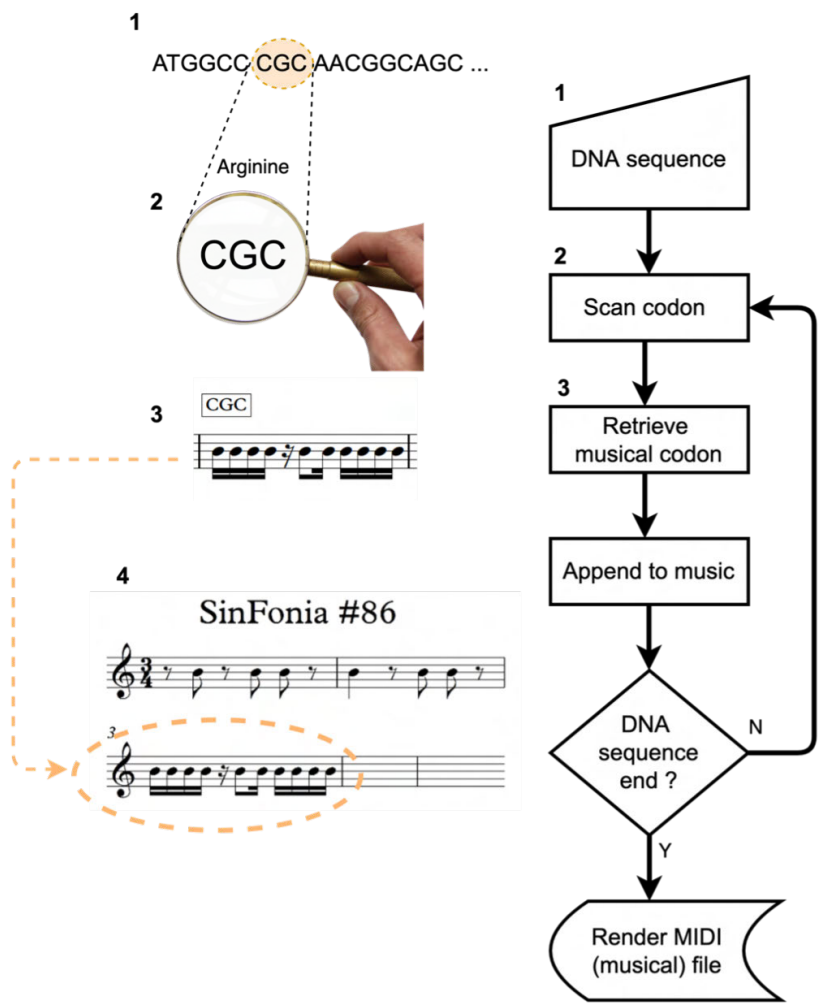 1
ATGGCC CGC AACGGCAGC ...
Arginine
2
CGC
3
CGC
4
SinFonia #86
3
4
3
1
DNA sequence
2
Scan codon
3
Retrieve
musical codon
Append to music
DNA
sequence
end ?
N
Y
Render MIDI
(musical) file